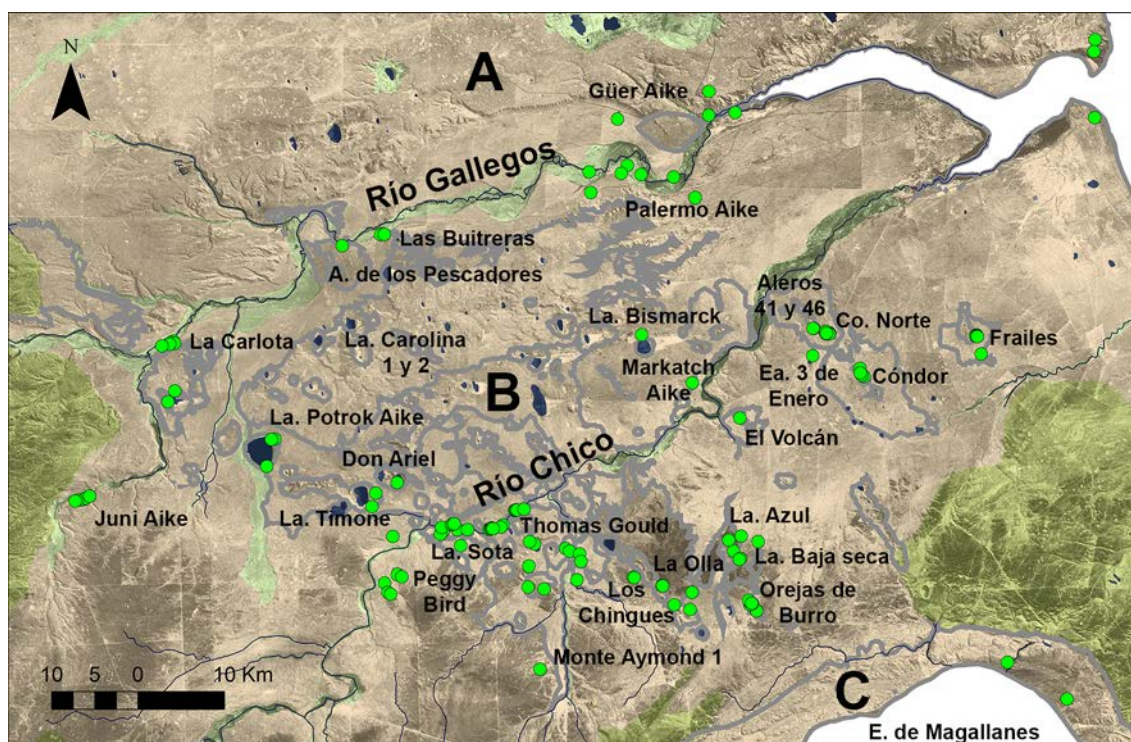 N
A
Güer Aike
Río Gallegos
Palermo Aike
Las Buitreras
A. de los Pescadores
Aleros
41 y 46
La. Bismarck
Co. Norte
La Carlota
La. Carolina
1 y 2
Frailes
Markatch
Aike
Ea. 3 de
Enero
Cóndor
B
La. Potrok Aike
El Volcán
Don Ariel
Río Chico
Juni Aike
La. Timone
Thomas Gould
La. Azul
La. Sota
La Olla
La. Baja seca
Peggy
Bird
Los
Chingues
Orejas de
Burro
Monte Aymond 1
10 5 0 10 Km
C
E. de Magallanes